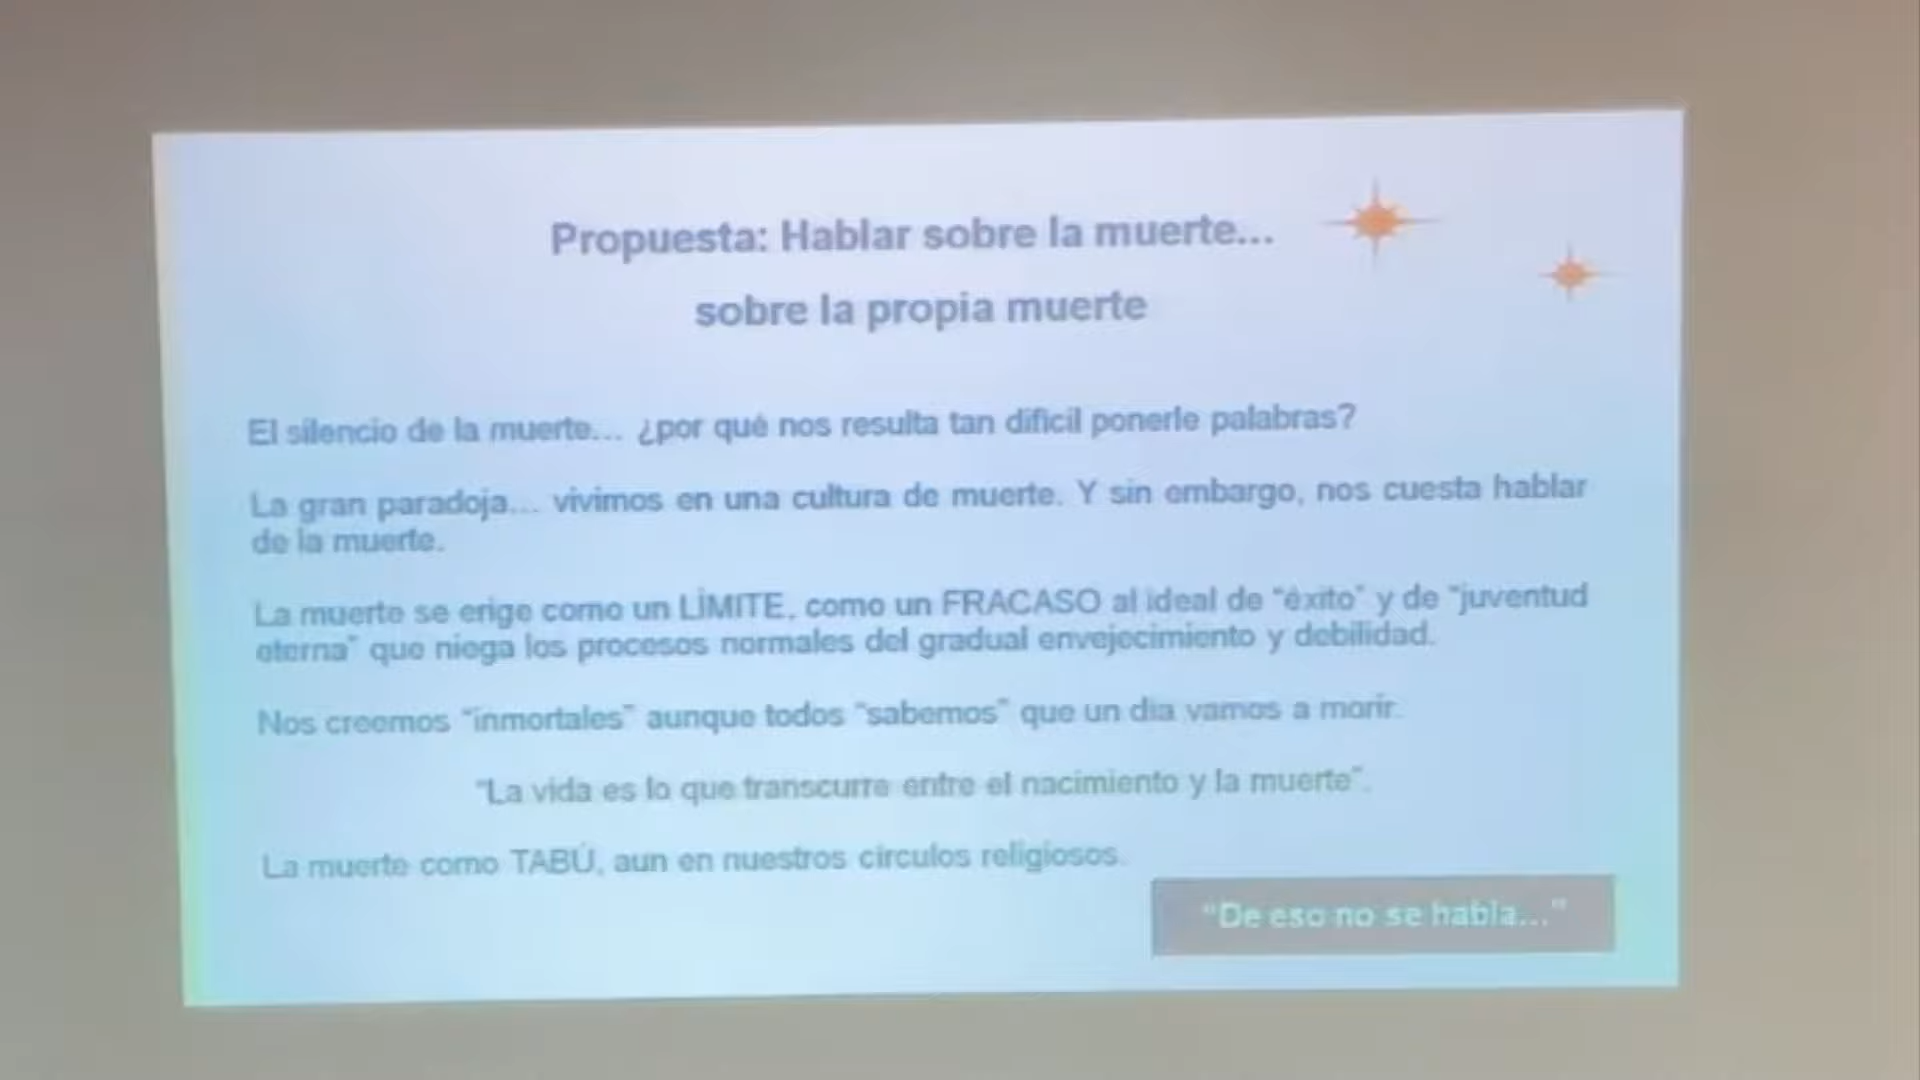 Propuesta: Hablar sobre la muerte...
sobre la propia muerte
El silencio de la muerte... ¿por qué nos resulta tan difícil ponerle palabras?
La gran paradoja... vivimos en una cultura de muerte. Y sin embargo, nos cuesta hablar
de la muerte.
La muerte se erige como un LÍMITE, como un FRACASO al ideal de "éxito" y de "juventud
eterna" que niega los procesos normales del gradual envejecimiento y debilidad.
Nos creemos "inmortales" aunque todos "sabemos" que un día vamos a morir.
"La vida es lo que transcurre entre el nacimiento y la muerte".
La muerte como TABÚ, aun en nuestros círculos religiosos.
"De eso no se habla..."